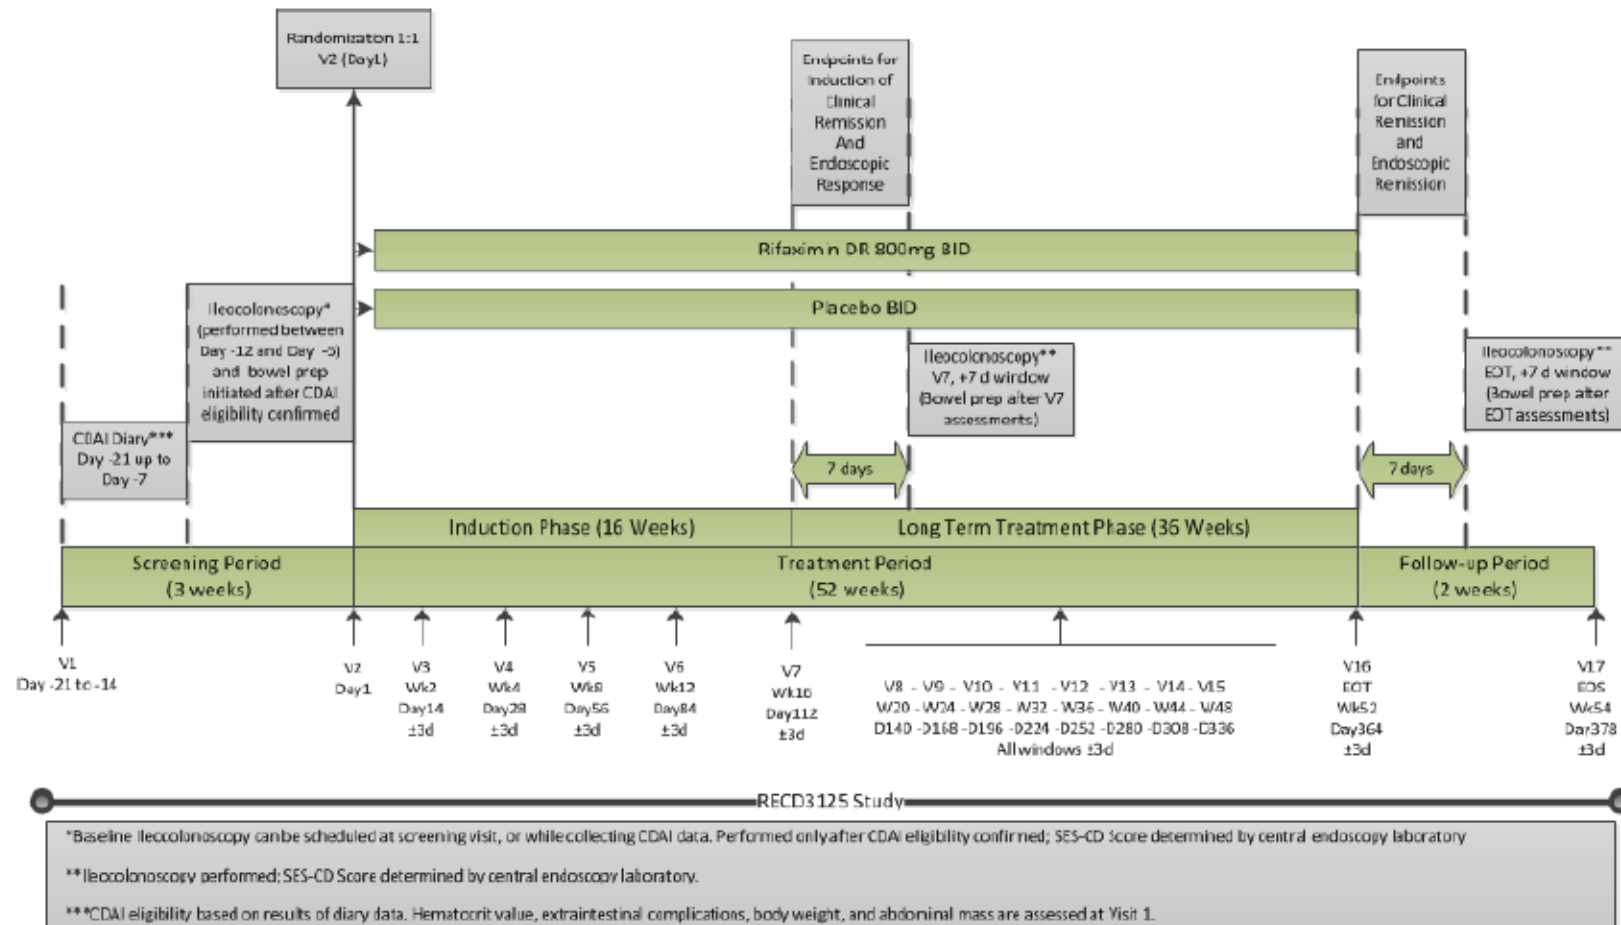 Randomization 1:1
V2 (Day1)
Endpoints for
Induction of
Clinical
Remission
And
Endoscopic
Response
Endpoints
for Clinical
Remission
and
Endoscopic
Remission
Rifaximin DR 800mg BID
Placebo BID
Ileocolonoscopy*
(performed between
Day -12 and Day -5)
and bowel prep
initiated after CDAI
eligibility confirmed
CDAI Diary***
Day -21 up to
Day -7
Ileocolonoscopy**
V7, +7 d window
(Bowel prep after V7
assessments)
Ileocolonoscopy**
EOT, +7 d window
(Bowel prep after
EOT assessments)
7 days
7 days
Induction Phase (16 Weeks)
Long Term Treatment Phase (36 Weeks)
Screening Period
(3 weeks)
Treatment Period
(52 weeks)
Follow-up Period
(2 weeks)
V1
Day -21 to -14
V2
Day1
V3
Wk2
Day14
±3d
V4
Wk4
Day28
±3d
V5
Wk8
Day56
±3d
V6
Wk12
Day84
±3d
V7
Wk16
Day112
±3d
V8 - V9 - V10 - V11 - V12 - V13 - V14 - V15
W20 - W24 - W28 - W32 - W36 - W40 - W44 - W48
D140 -D168 -D196 -D224 -D252 -D280 -D308 -D336
All windows ±3d
V16
EOT
Wk52
Day364
±3d
V17
EOS
Wk54
Day378
±3d
RECD3125 Study
*Baseline Ileocolonoscopy can be scheduled at screening visit, or while collecting CDAI data. Performed only after CDAI eligibility confirmed; SES-CD Score determined by central endoscopy laboratory
**Ileocolonoscopy performed; SES-CD Score determined by central endoscopy laboratory.
***CDAI eligibility based on results of diary data. Hematocrit value, extraintestinal complications, body weight, and abdominal mass are assessed at Visit 1.